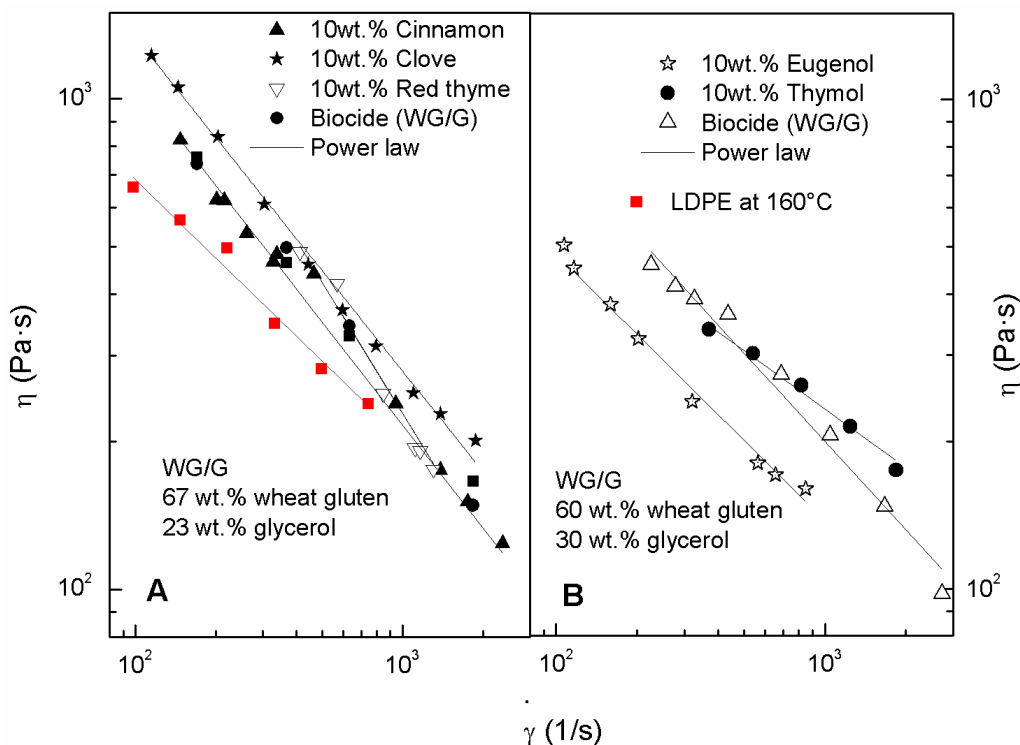 10wt.% Cinnamon
10wt.% Clove
10wt.% Red thyme
Biocide (WG/G)
Power law
10³
10²
η (Pa·s)
WG/G
67 wt.% wheat gluten
23 wt.% glycerol
A
10²
10³
10wt.% Eugenol
10wt.% Thymol
Biocide (WG/G)
Power law
LDPE at 160°C
10³
10²
η (Pa·s)
WG/G
60 wt.% wheat gluten
30 wt.% glycerol
B
10²
10³
γ̇ (1/s)